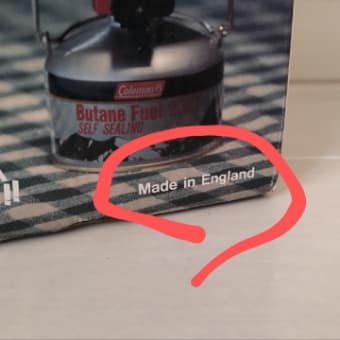 Coleman
Butane Fuel
SELF SEALING
Made in England